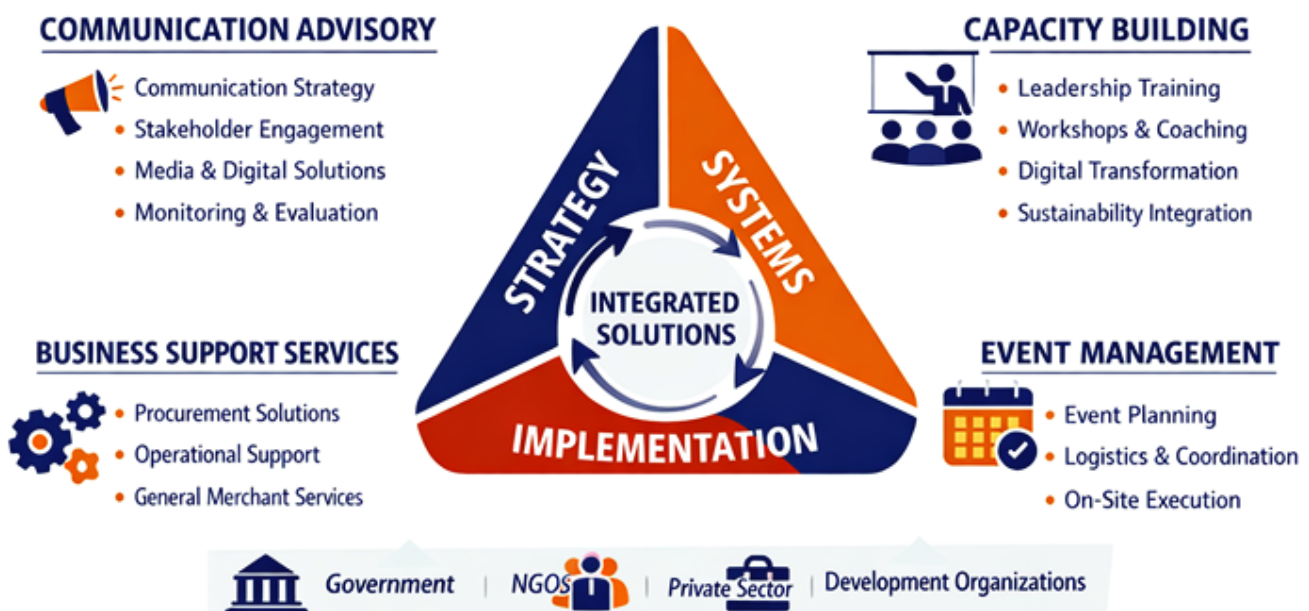 COMMUNICATION ADVISORY
Communication Strategy
• Stakeholder Engagement
• Media & Digital Solutions
• Monitoring & Evaluation
CAPACITY BUILDING
• Leadership Training
• Workshops & Coaching
• Digital Transformation
• Sustainability Integration
STRATEGY
SYSTEMS
INTEGRATED
SOLUTIONS
IMPLEMENTATION
BUSINESS SUPPORT SERVICES
• Procurement Solutions
• Operational Support
• General Merchant Services
EVENT MANAGEMENT
• Event Planning
• Logistics & Coordination
• On-Site Execution
Government | NGOS | Private Sector | Development Organizations